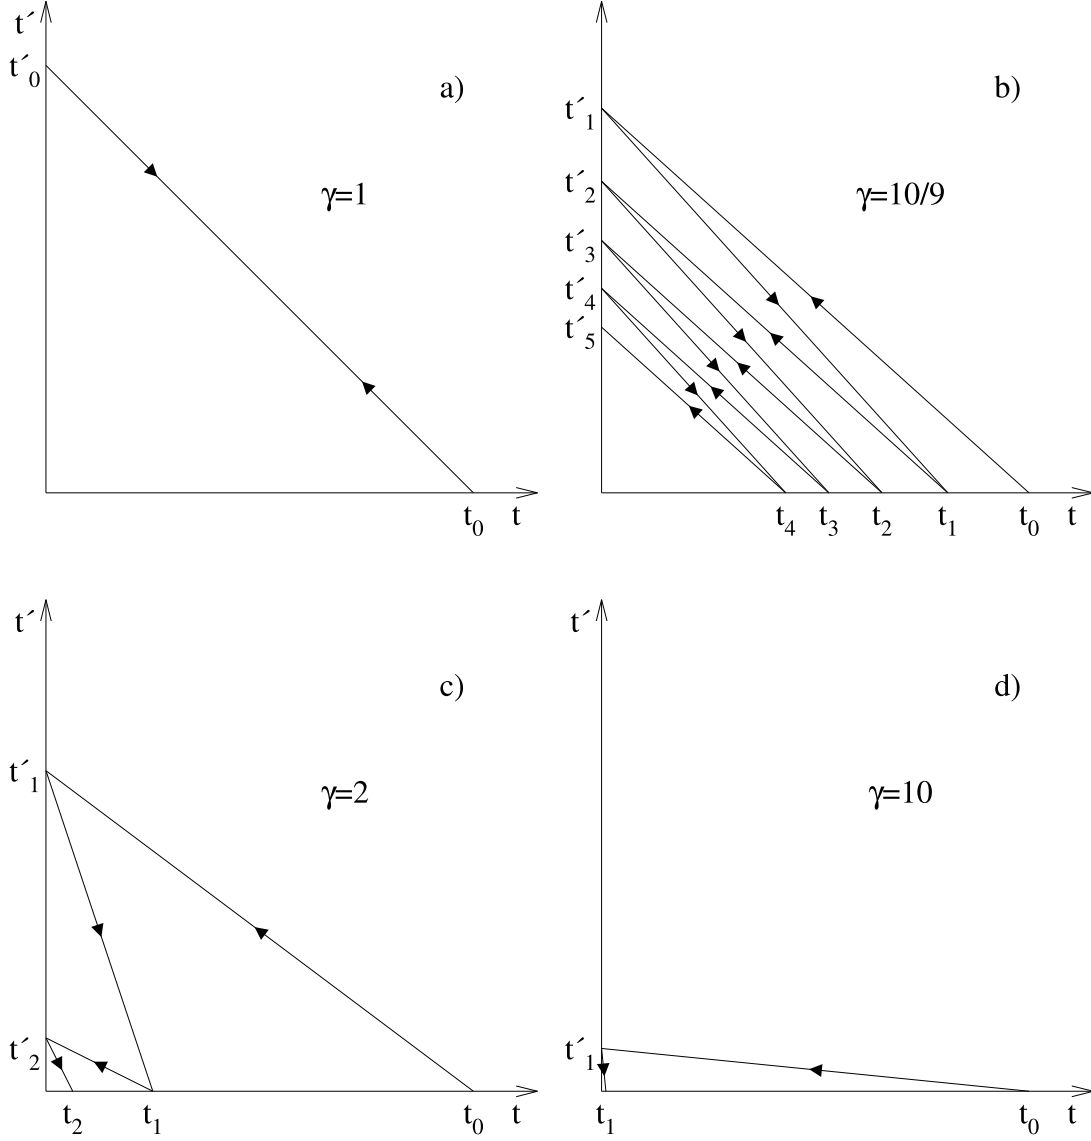 t´
t´0
a)
γ=1
t0 t
b)
t´1
γ=10/9
t´2
t´3
t´4
t´5
t4 t3 t2 t1 t0 t
t´
c)
t´1
γ=2
t´2
t2 t1 t0 t
t´
d)
γ=10
t´1
t1 t0 t